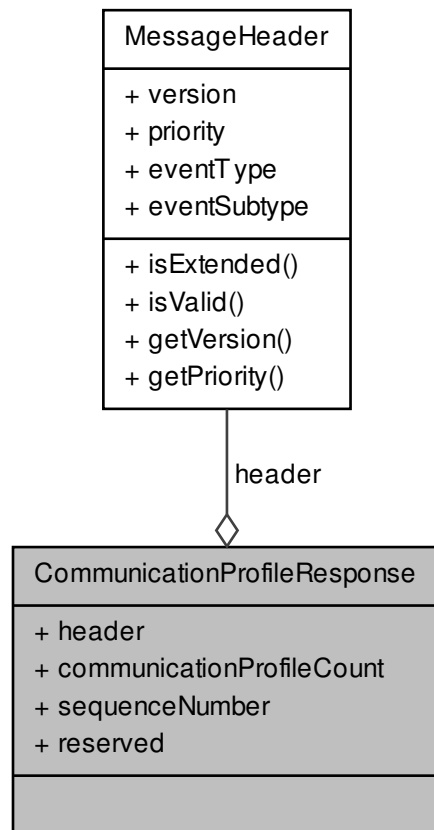 MessageHeader
+ version
+ priority
+ eventType
+ eventSubtype
+ isExtended()
+ isValid()
+ getVersion()
+ getPriority()
header
CommunicationProfileResponse
+ header
+ communicationProfileCount
+ sequenceNumber
+ reserved